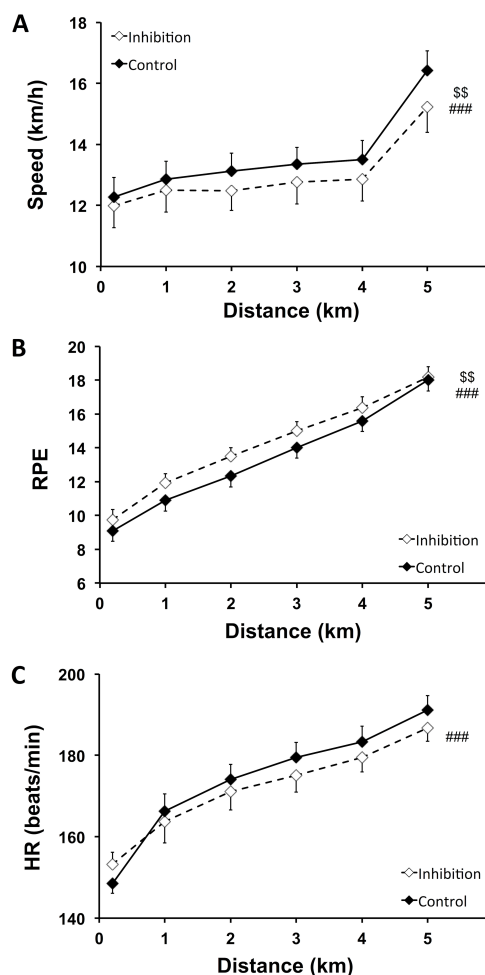 A
18
Inhibition
Control
16
$$
###
Speed (km/h)
14
12
10
0 1 2 3 4 5
Distance (km)
B
20
18
$$
###
16
14
RPE
12
10
Inhibition
8
Control
6
0 1 2 3 4 5
Distance (km)
C
200
###
180
HR (beats/min)
160
Inhibition
Control
140
0 1 2 3 4 5
Distance (km)